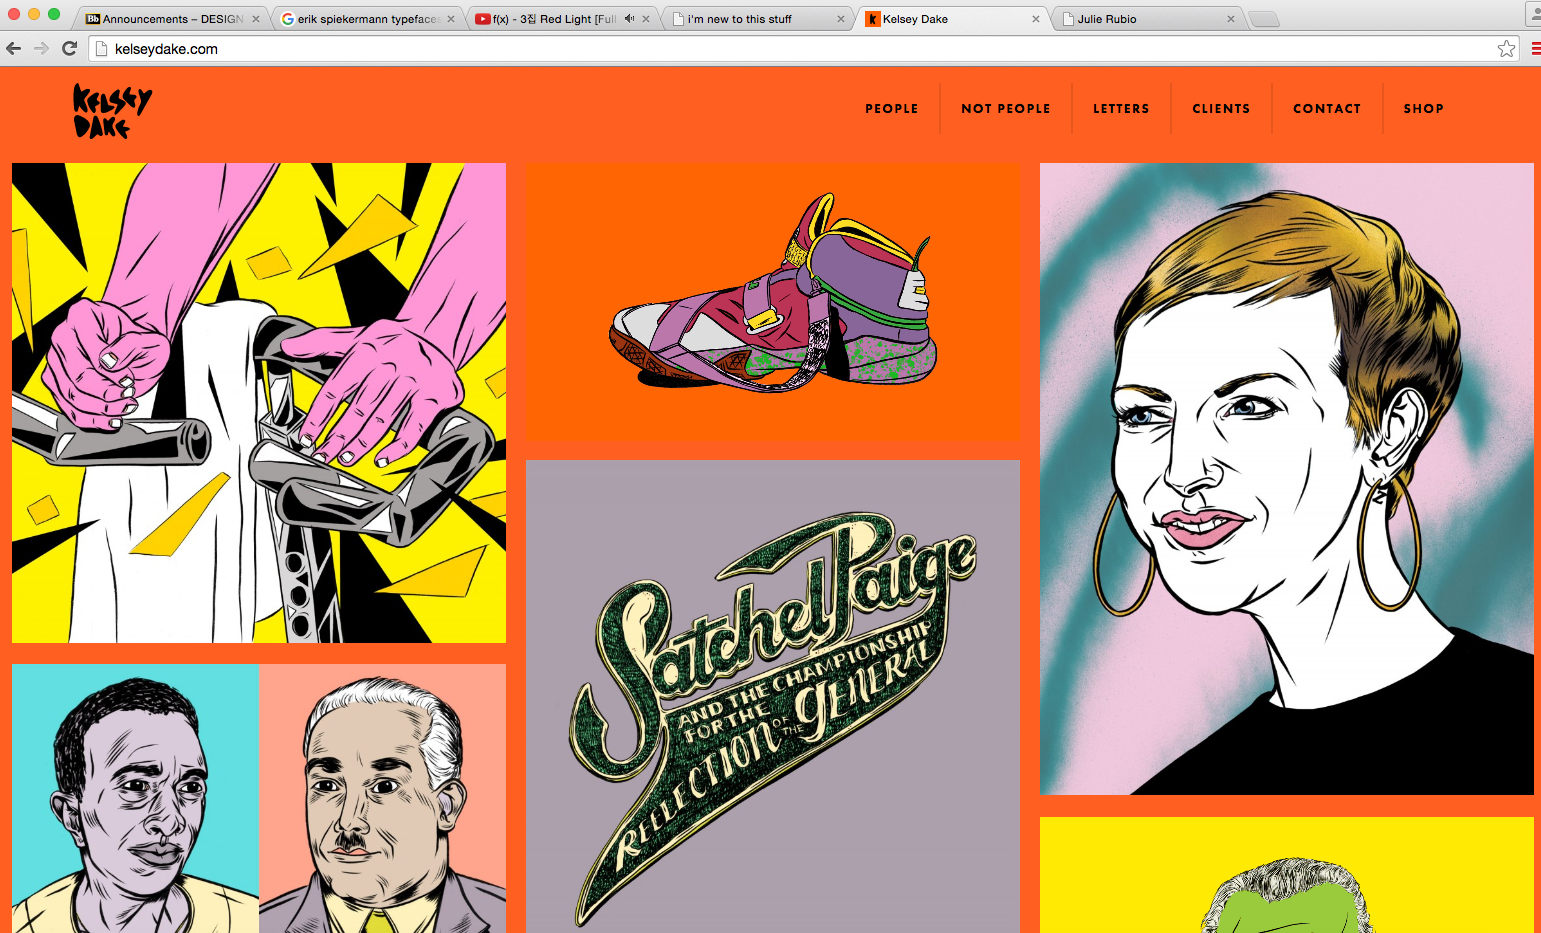 Bb Announcements – DESIGN
erik spiekermann typefaces
f(x) - 3집 Red Light [Full
i'm new to this stuff
k Kelsey Dake
Julie Rubio
kelseydake.com
KELSEY
DAKE
PEOPLE
NOT PEOPLE
LETTERS
CLIENTS
CONTACT
SHOP
Satchel Paige
AND THE CHAMPIONSHIP
FOR THE
REELECTION OF THE GENERAL